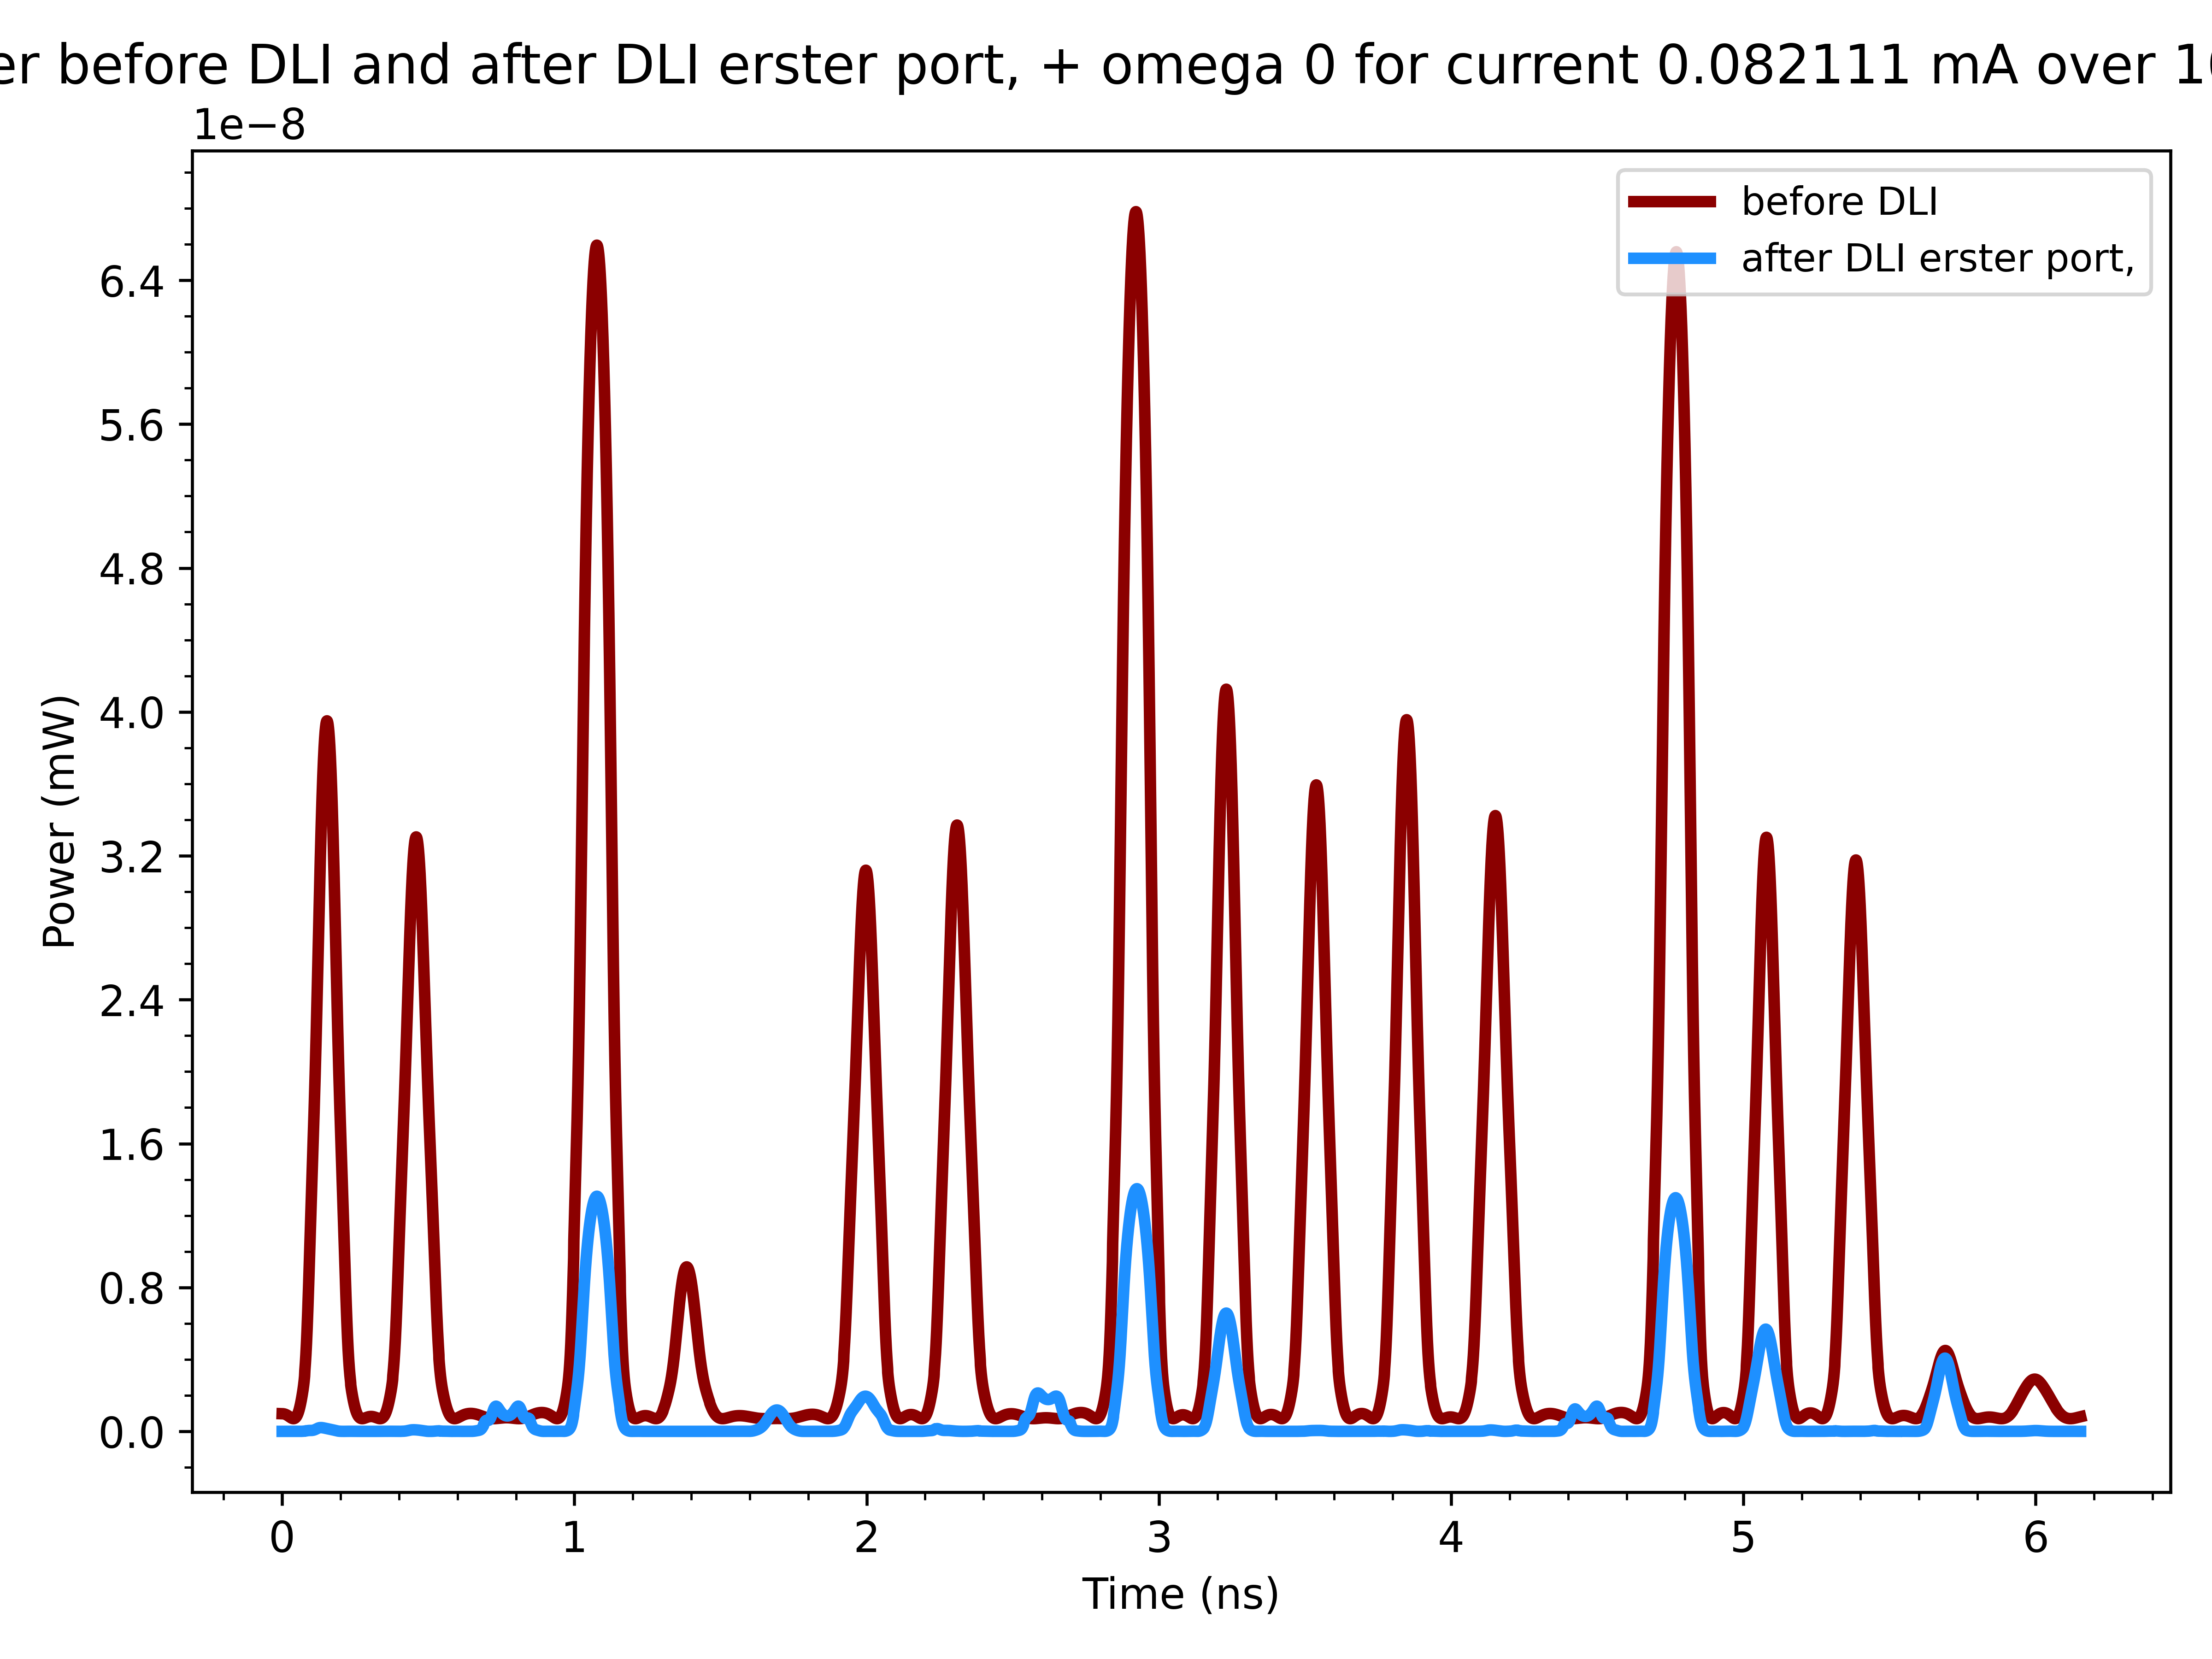 er before DLI and after DLI erster port, + omega 0 for current 0.082111 mA over 10
1e−8
before DLI
after DLI erster port,
6.4
5.6
4.8
4.0
3.2
2.4
1.6
0.8
0.0
Power (mW)
0 1 2 3 4 5 6
Time (ns)